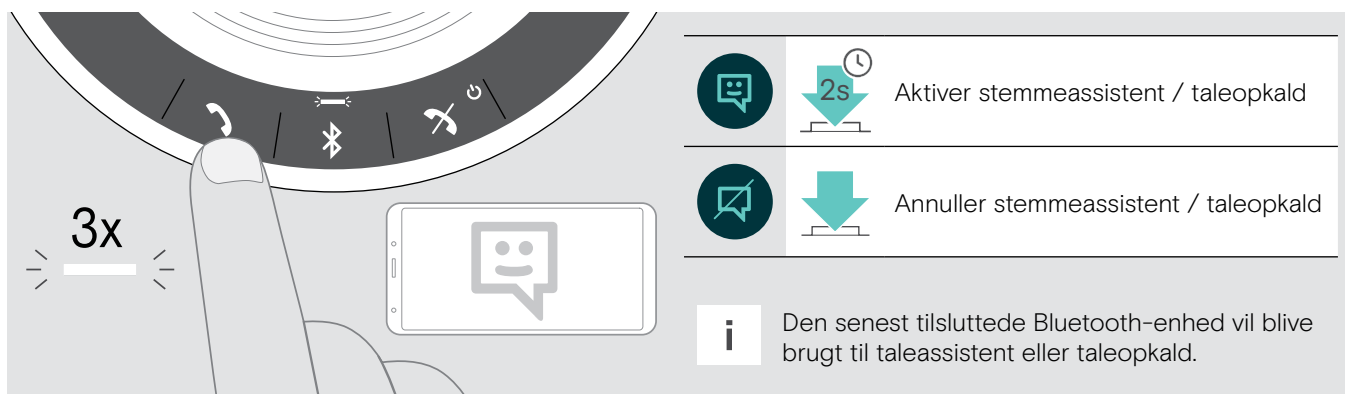 3x
2s
Aktiver stemmeassistent / taleopkald
Annuller stemmeassistent / taleopkald
i
Den senest tilsluttede Bluetooth-enhed vil blive
brugt til taleassistent eller taleopkald.